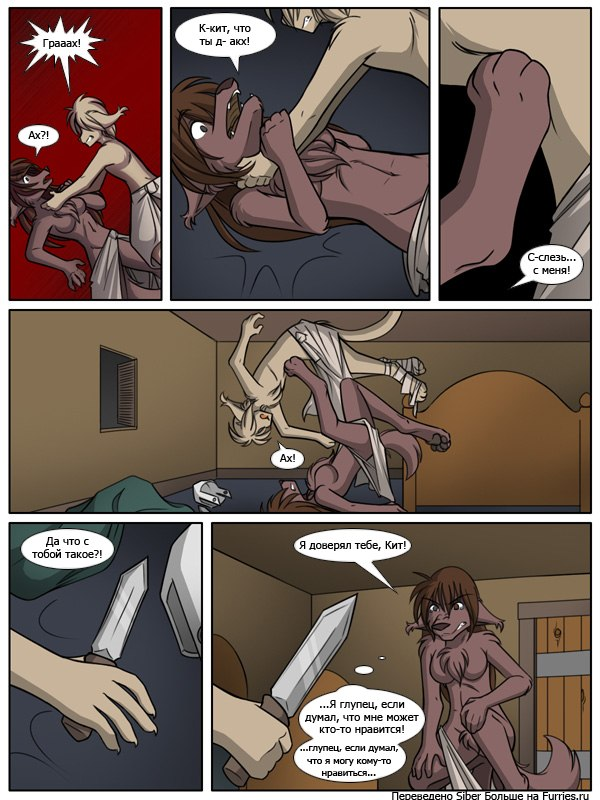 Грааах!
Ах?!
К-кит, что
ты д- акх!
С-слезь...
с меня!
Ах!
Да что с
тобой такое?!
Я доверял тебе, Кит!
...Я глупец, если
думал, что мне может
кто-то нравится!
...глупец, если думал,
что я могу кому-то
нравиться...
Переведено Siber Больше на Furries.ru